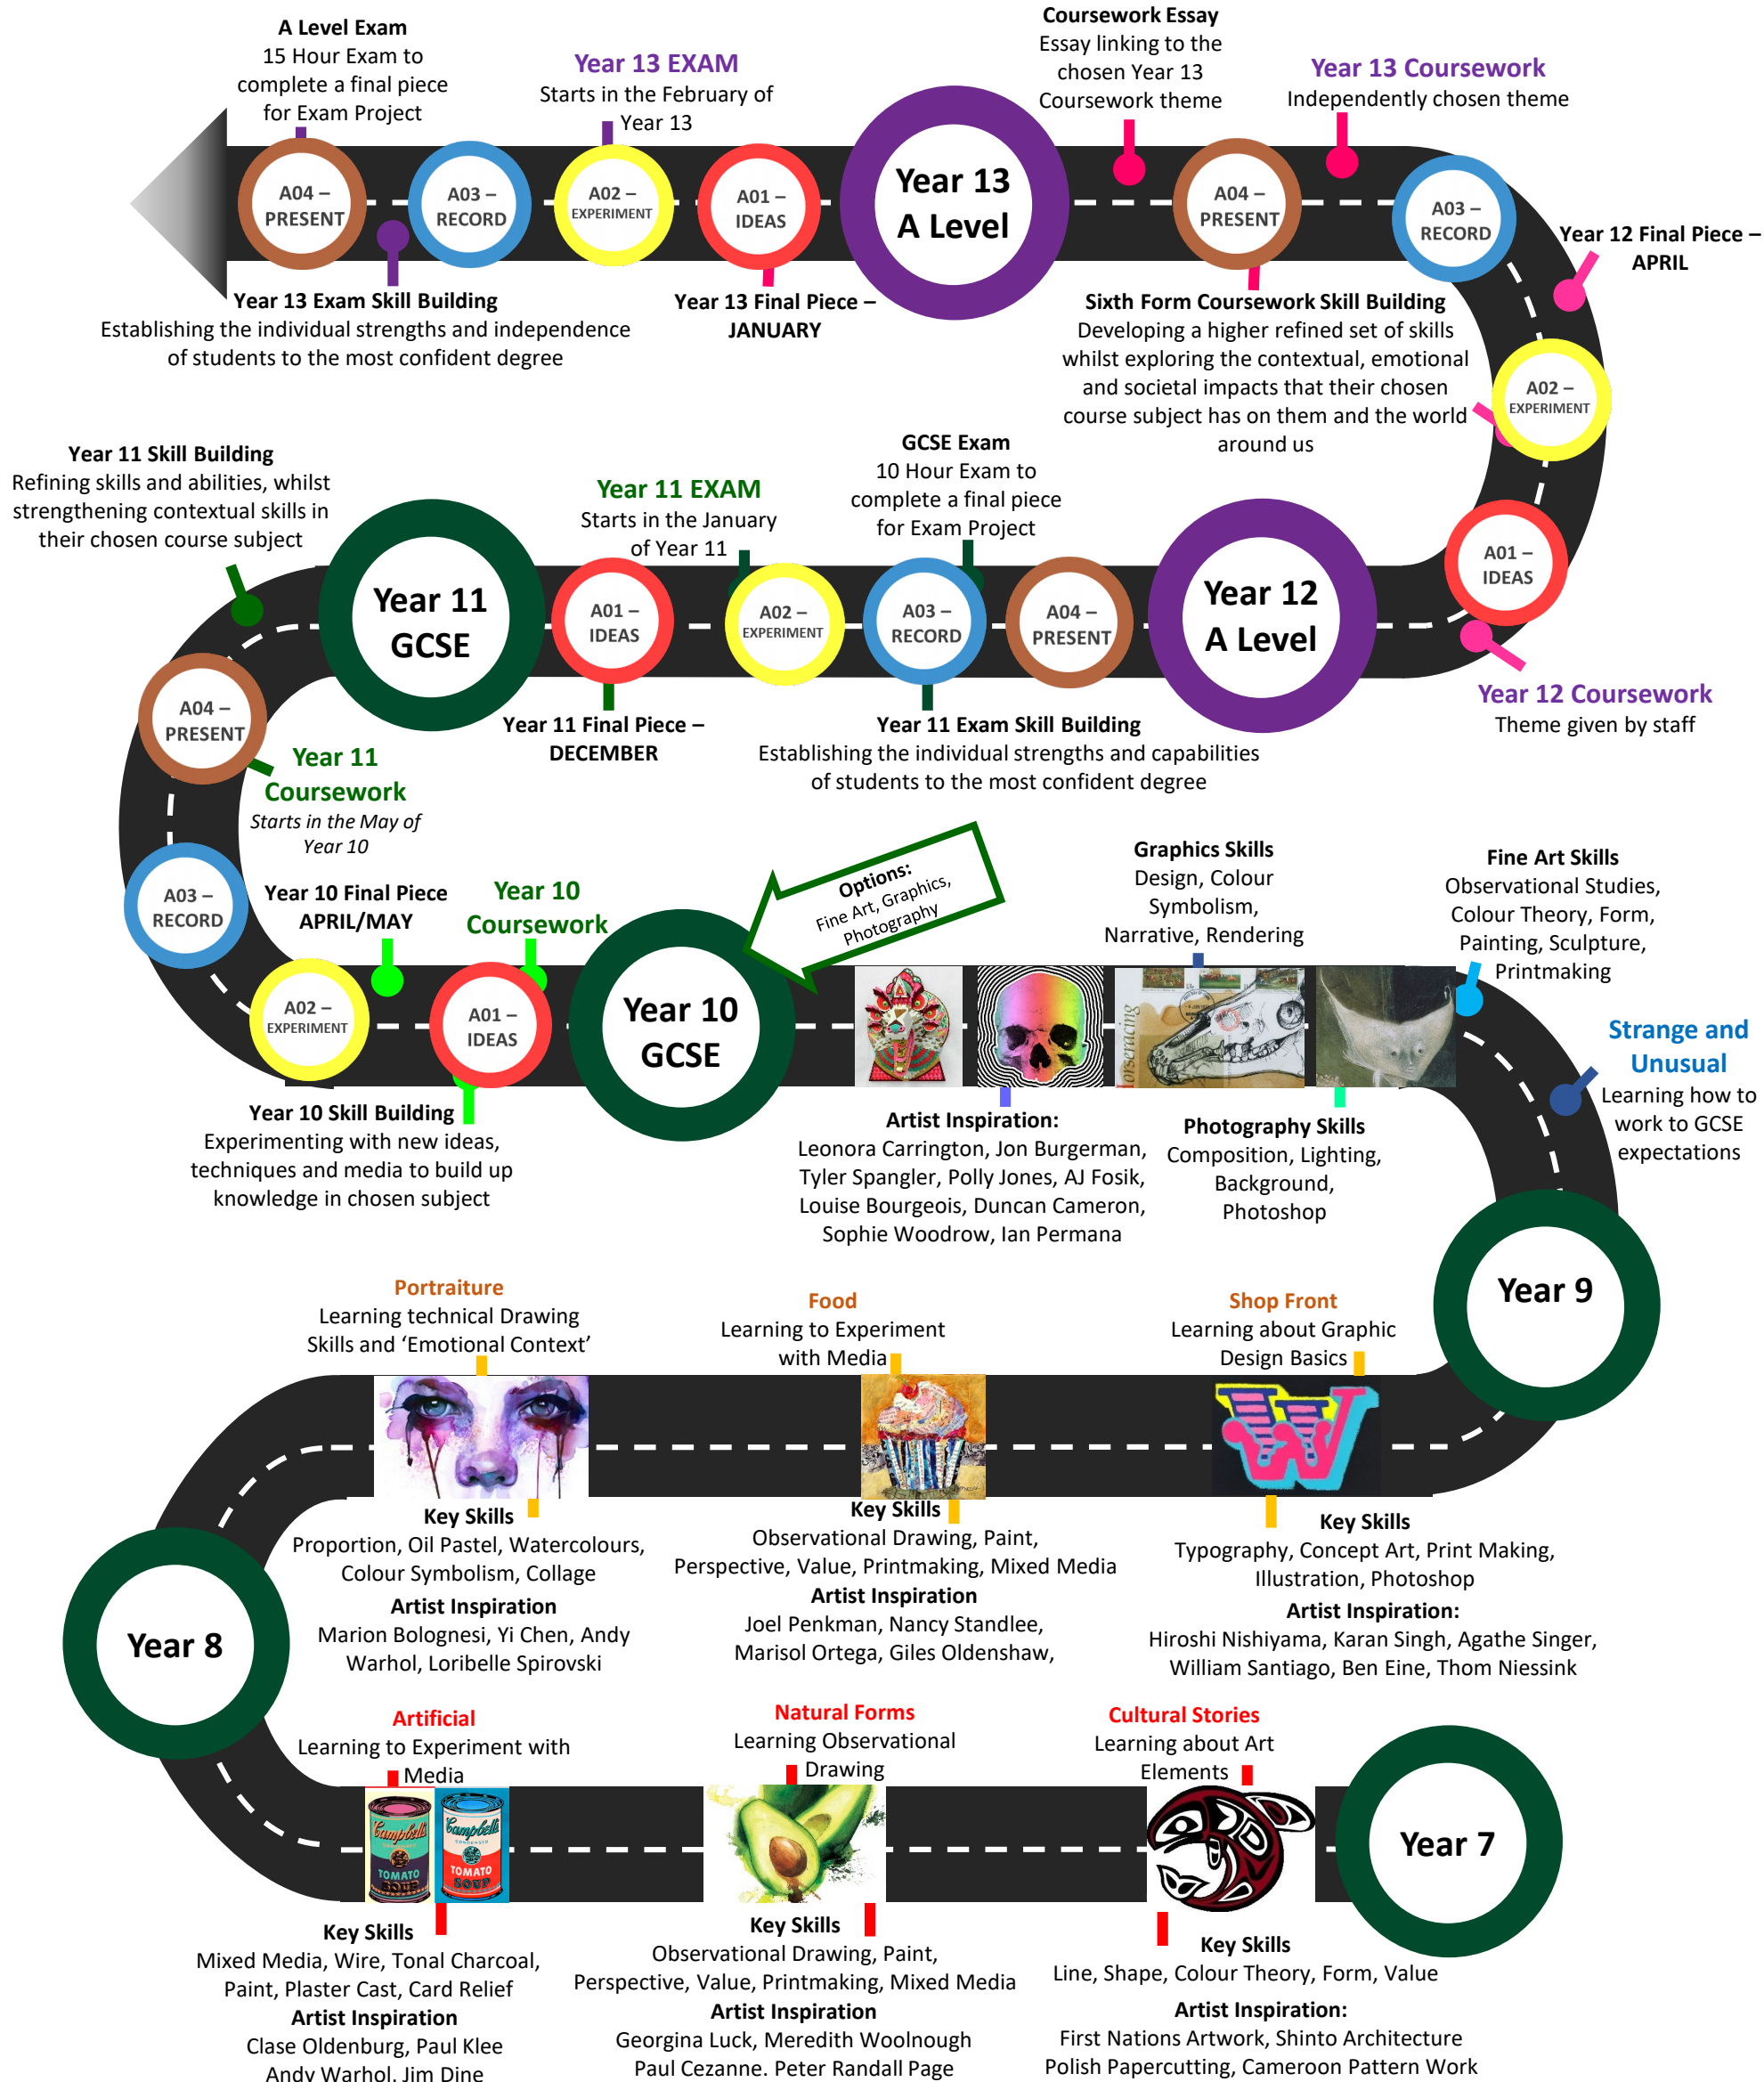 A Level Exam
15 Hour Exam to
complete a final piece
for Exam Project
Year 13 EXAM
Starts in the February of
Year 13
Coursework Essay
Essay linking to the
chosen Year 13
Coursework theme
Year 13 Coursework
Independently chosen theme
A04 –
PRESENT
A03 –
RECORD
A02 –
EXPERIMENT
A01 –
IDEAS
Year 13
A Level
A04 –
PRESENT
A03 –
RECORD
Year 12 Final Piece –
APRIL
Year 13 Exam Skill Building
Establishing the individual strengths and independence
of students to the most confident degree
Year 13 Final Piece –
JANUARY
Sixth Form Coursework Skill Building
Developing a higher refined set of skills
whilst exploring the contextual, emotional
and societal impacts that their chosen
course subject has on them and the world
around us
A02 –
EXPERIMENT
Year 11 Skill Building
Refining skills and abilities, whilst
strengthening contextual skills in
their chosen course subject
Year 11 EXAM
Starts in the January
of Year 11
GCSE Exam
10 Hour Exam to
complete a final piece
for Exam Project
A01 –
IDEAS
Year 11
GCSE
A01 –
IDEAS
A02 –
EXPERIMENT
A03 –
RECORD
A04 –
PRESENT
Year 12
A Level
Year 12 Coursework
Theme given by staff
A04 –
PRESENT
Year 11 Final Piece –
DECEMBER
Year 11 Exam Skill Building
Establishing the individual strengths and capabilities
of students to the most confident degree
Year 11
Coursework
Starts in the May of
Year 10
A03 –
RECORD
Year 10 Final Piece
APRIL/MAY
Year 10
Coursework
Options:
Fine Art, Graphics,
Photography
Graphics Skills
Design, Colour
Symbolism,
Narrative, Rendering
Fine Art Skills
Observational Studies,
Colour Theory, Form,
Painting, Sculpture,
Printmaking
A02 –
EXPERIMENT
A01 –
IDEAS
Year 10
GCSE
Strange and
Unusual
Learning how to
work to GCSE
expectations
Year 10 Skill Building
Experimenting with new ideas,
techniques and media to build up
knowledge in chosen subject
Artist Inspiration:
Leonora Carrington, Jon Burgerman,
Tyler Spangler, Polly Jones, AJ Fosik,
Louise Bourgeois, Duncan Cameron,
Sophie Woodrow, Ian Permana
Photography Skills
Composition, Lighting,
Background,
Photoshop
Year 9
Portraiture
Learning technical Drawing
Skills and ‘Emotional Context’
Food
Learning to Experiment
with Media
Shop Front
Learning about Graphic
Design Basics
W
Key Skills
Proportion, Oil Pastel, Watercolours,
Colour Symbolism, Collage
Artist Inspiration
Marion Bolognesi, Yi Chen, Andy
Warhol, Loribelle Spirovski
Key Skills
Observational Drawing, Paint,
Perspective, Value, Printmaking, Mixed Media
Artist Inspiration
Joel Penkman, Nancy Standlee,
Marisol Ortega, Giles Oldenshaw,
Key Skills
Typography, Concept Art, Print Making,
Illustration, Photoshop
Artist Inspiration:
Hiroshi Nishiyama, Karan Singh, Agathe Singer,
William Santiago, Ben Eine, Thom Niessink
Year 8
Artificial
Learning to Experiment with
Media
Natural Forms
Learning Observational
Drawing
Cultural Stories
Learning about Art
Elements
Campbell's
TOMATO
SOUP
Campbell's
CONDENSED
TOMATO
SOUP
Year 7
Key Skills
Mixed Media, Wire, Tonal Charcoal,
Paint, Plaster Cast, Card Relief
Artist Inspiration
Clase Oldenburg, Paul Klee
Andy Warhol, Jim Dine
Key Skills
Observational Drawing, Paint,
Perspective, Value, Printmaking, Mixed Media
Artist Inspiration
Georgina Luck, Meredith Woolnough
Paul Cezanne. Peter Randall Page
Key Skills
Line, Shape, Colour Theory, Form, Value
Artist Inspiration:
First Nations Artwork, Shinto Architecture
Polish Papercutting, Cameroon Pattern Work